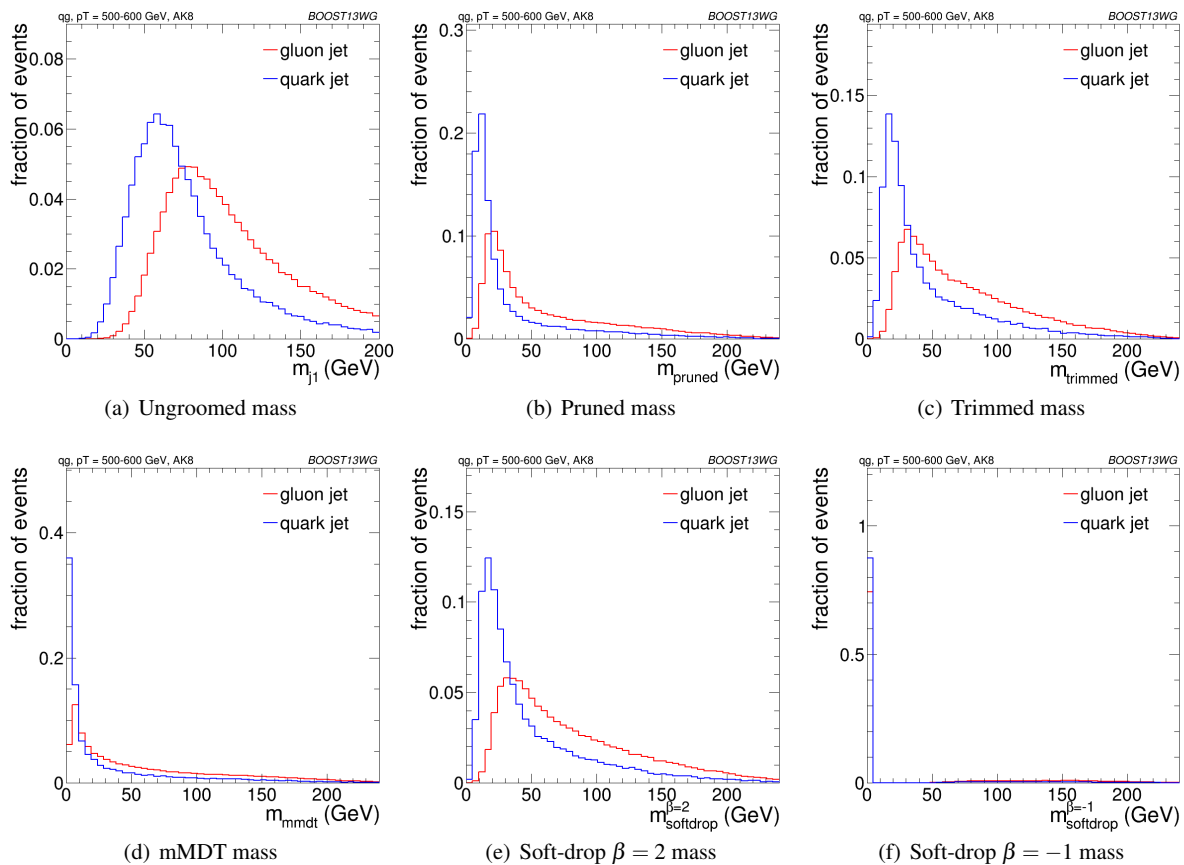 qg, pT = 500-600 GeV, AK8 BOOST13WG
gluon jet
quark jet
fraction of events
0.08
0.06
0.04
0.02
0
0 50 100 150 200
m_j1 (GeV)
(a) Ungroomed mass
qg, pT = 500-600 GeV, AK8 BOOST13WG
gluon jet
quark jet
fraction of events
0.3
0.2
0.1
0
0 50 100 150 200
m_pruned (GeV)
(b) Pruned mass
qg, pT = 500-600 GeV, AK8 BOOST13WG
gluon jet
quark jet
fraction of events
0.15
0.1
0.05
0
0 50 100 150 200
m_trimmed (GeV)
(c) Trimmed mass
qg, pT = 500-600 GeV, AK8 BOOST13WG
gluon jet
quark jet
fraction of events
0.4
0.2
0
0 50 100 150 200
m_mmdt (GeV)
(d) mMDT mass
qg, pT = 500-600 GeV, AK8 BOOST13WG
gluon jet
quark jet
fraction of events
0.15
0.1
0.05
0
0 50 100 150 200
m^β=2_softdrop (GeV)
(e) Soft-drop β = 2 mass
qg, pT = 500-600 GeV, AK8 BOOST13WG
gluon jet
quark jet
fraction of events
1
0.5
0
0 50 100 150 200
m^β=-1_softdrop (GeV)
(f) Soft-drop β = −1 mass